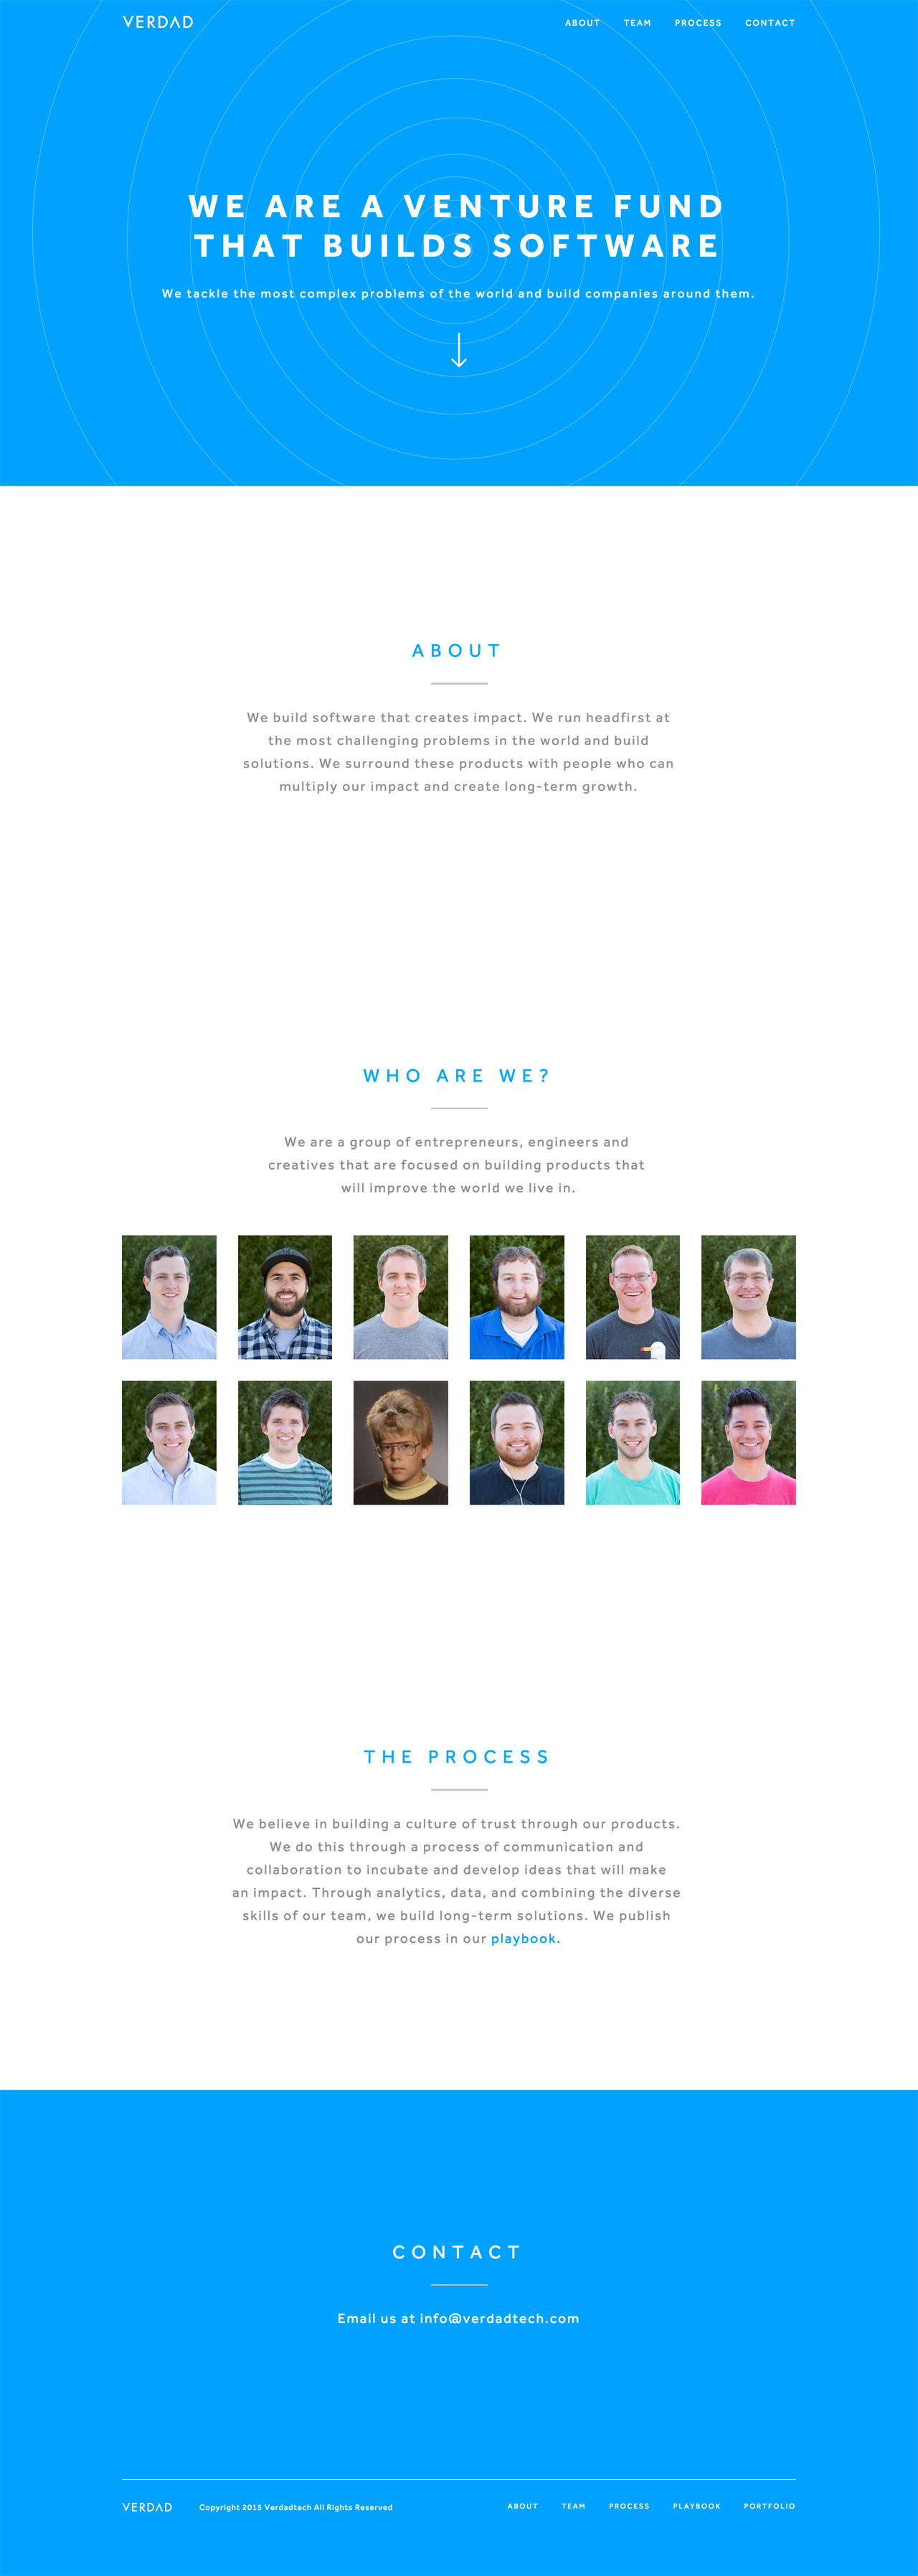 VERDAD
ABOUT TEAM PROCESS CONTACT
WE ARE A VENTURE FUND
THAT BUILDS SOFTWARE
We tackle the most complex problems of the world and build companies around them.
ABOUT
We build software that creates impact. We run headfirst at
the most challenging problems in the world and build
solutions. We surround these products with people who can
multiply our impact and create long-term growth.
WHO ARE WE?
We are a group of entrepreneurs, engineers and
creatives that are focused on building products that
will improve the world we live in.
THE PROCESS
We believe in building a culture of trust through our products.
We do this through a process of communication and
collaboration to incubate and develop ideas that will make
an impact. Through analytics, data, and combining the diverse
skills of our team, we build long-term solutions. We publish
our process in our playbook.
CONTACT
Email us at info@verdadtech.com
VERDAD Copyright 2015 Verdadtech All Rights Reserved ABOUT TEAM PROCESS PLAYBOOK PORTFOLIO